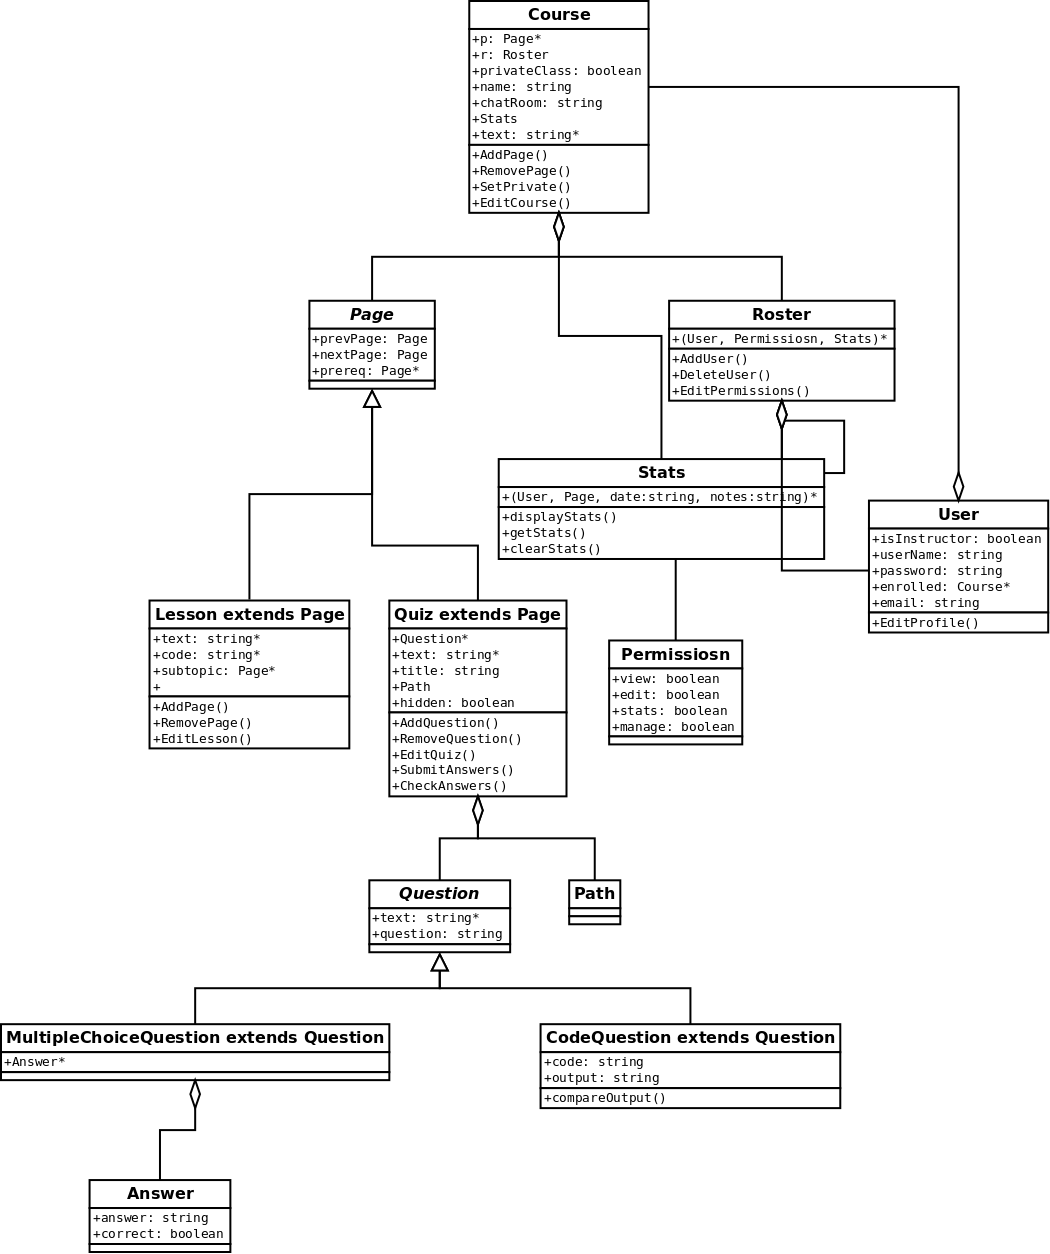 Course
+p: Page*
+r: Roster
+privateClass: boolean
+name: string
+chatRoom: string
+Stats
+text: string*
+AddPage()
+RemovePage()
+SetPrivate()
+EditCourse()
Page
+prevPage: Page
+nextPage: Page
+prereq: Page*
Roster
+(User, Permissiosn, Stats)*
+AddUser()
+DeleteUser()
+EditPermissions()
Stats
+(User, Page, date:string, notes:string)*
+displayStats()
+getStats()
+clearStats()
User
+isInstructor: boolean
+userName: string
+password: string
+enrolled: Course*
+email: string
+EditProfile()
Lesson extends Page
+text: string*
+code: string*
+subtopic: Page*
+
+AddPage()
+RemovePage()
+EditLesson()
Quiz extends Page
+Question*
+text: string*
+title: string
+Path
+hidden: boolean
+AddQuestion()
+RemoveQuestion()
+EditQuiz()
+SubmitAnswers()
+CheckAnswers()
Permissiosn
+view: boolean
+edit: boolean
+stats: boolean
+manage: boolean
Question
+text: string*
+question: string
Path
MultipleChoiceQuestion extends Question
+Answer*
CodeQuestion extends Question
+code: string
+output: string
+compareOutput()
Answer
+answer: string
+correct: boolean